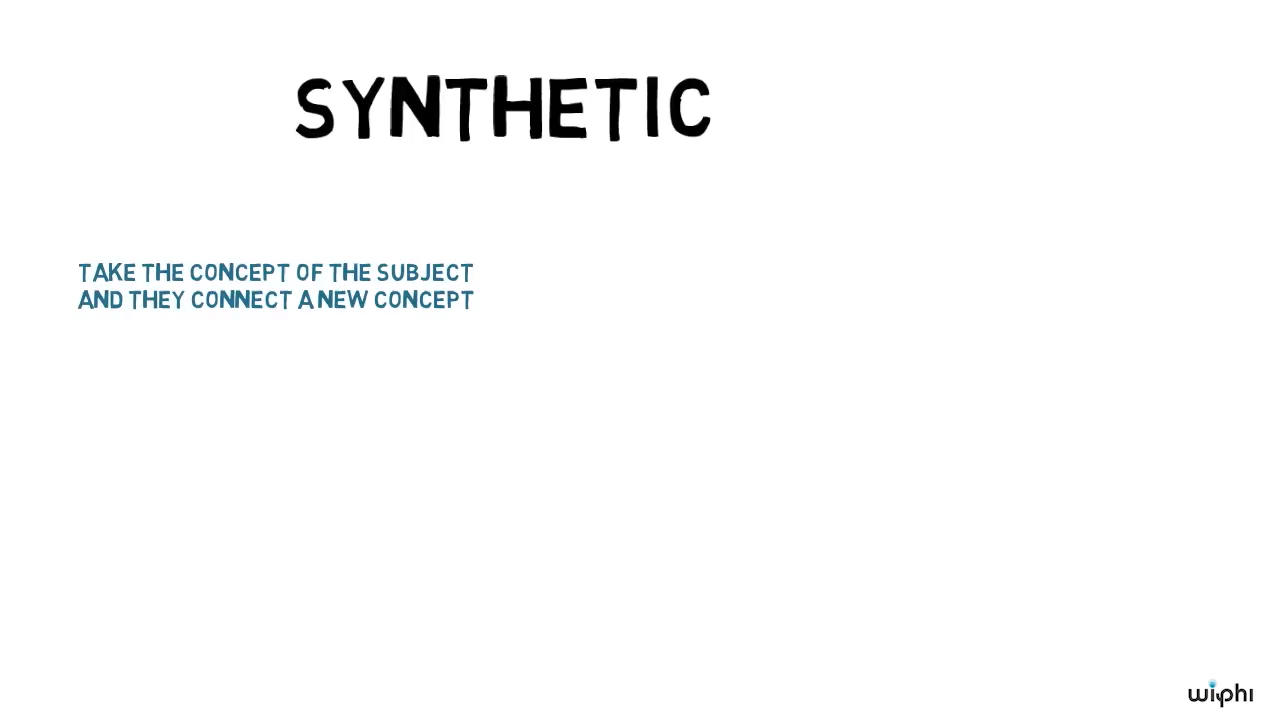 SYNTHETIC
TAKE THE CONCEPT OF THE SUBJECT
AND THEY CONNECT A NEW CONCEPT
wiphi